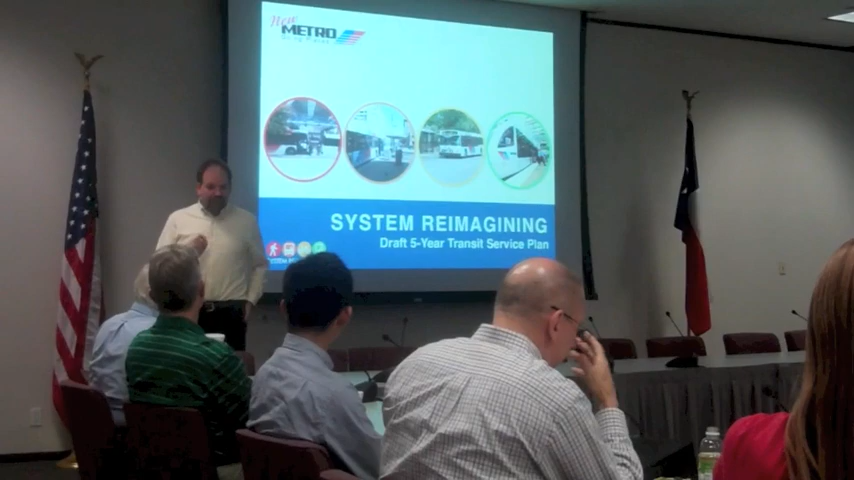 New
METRO
SYSTEM REIMAGINING
Draft 5-Year Transit Service Plan